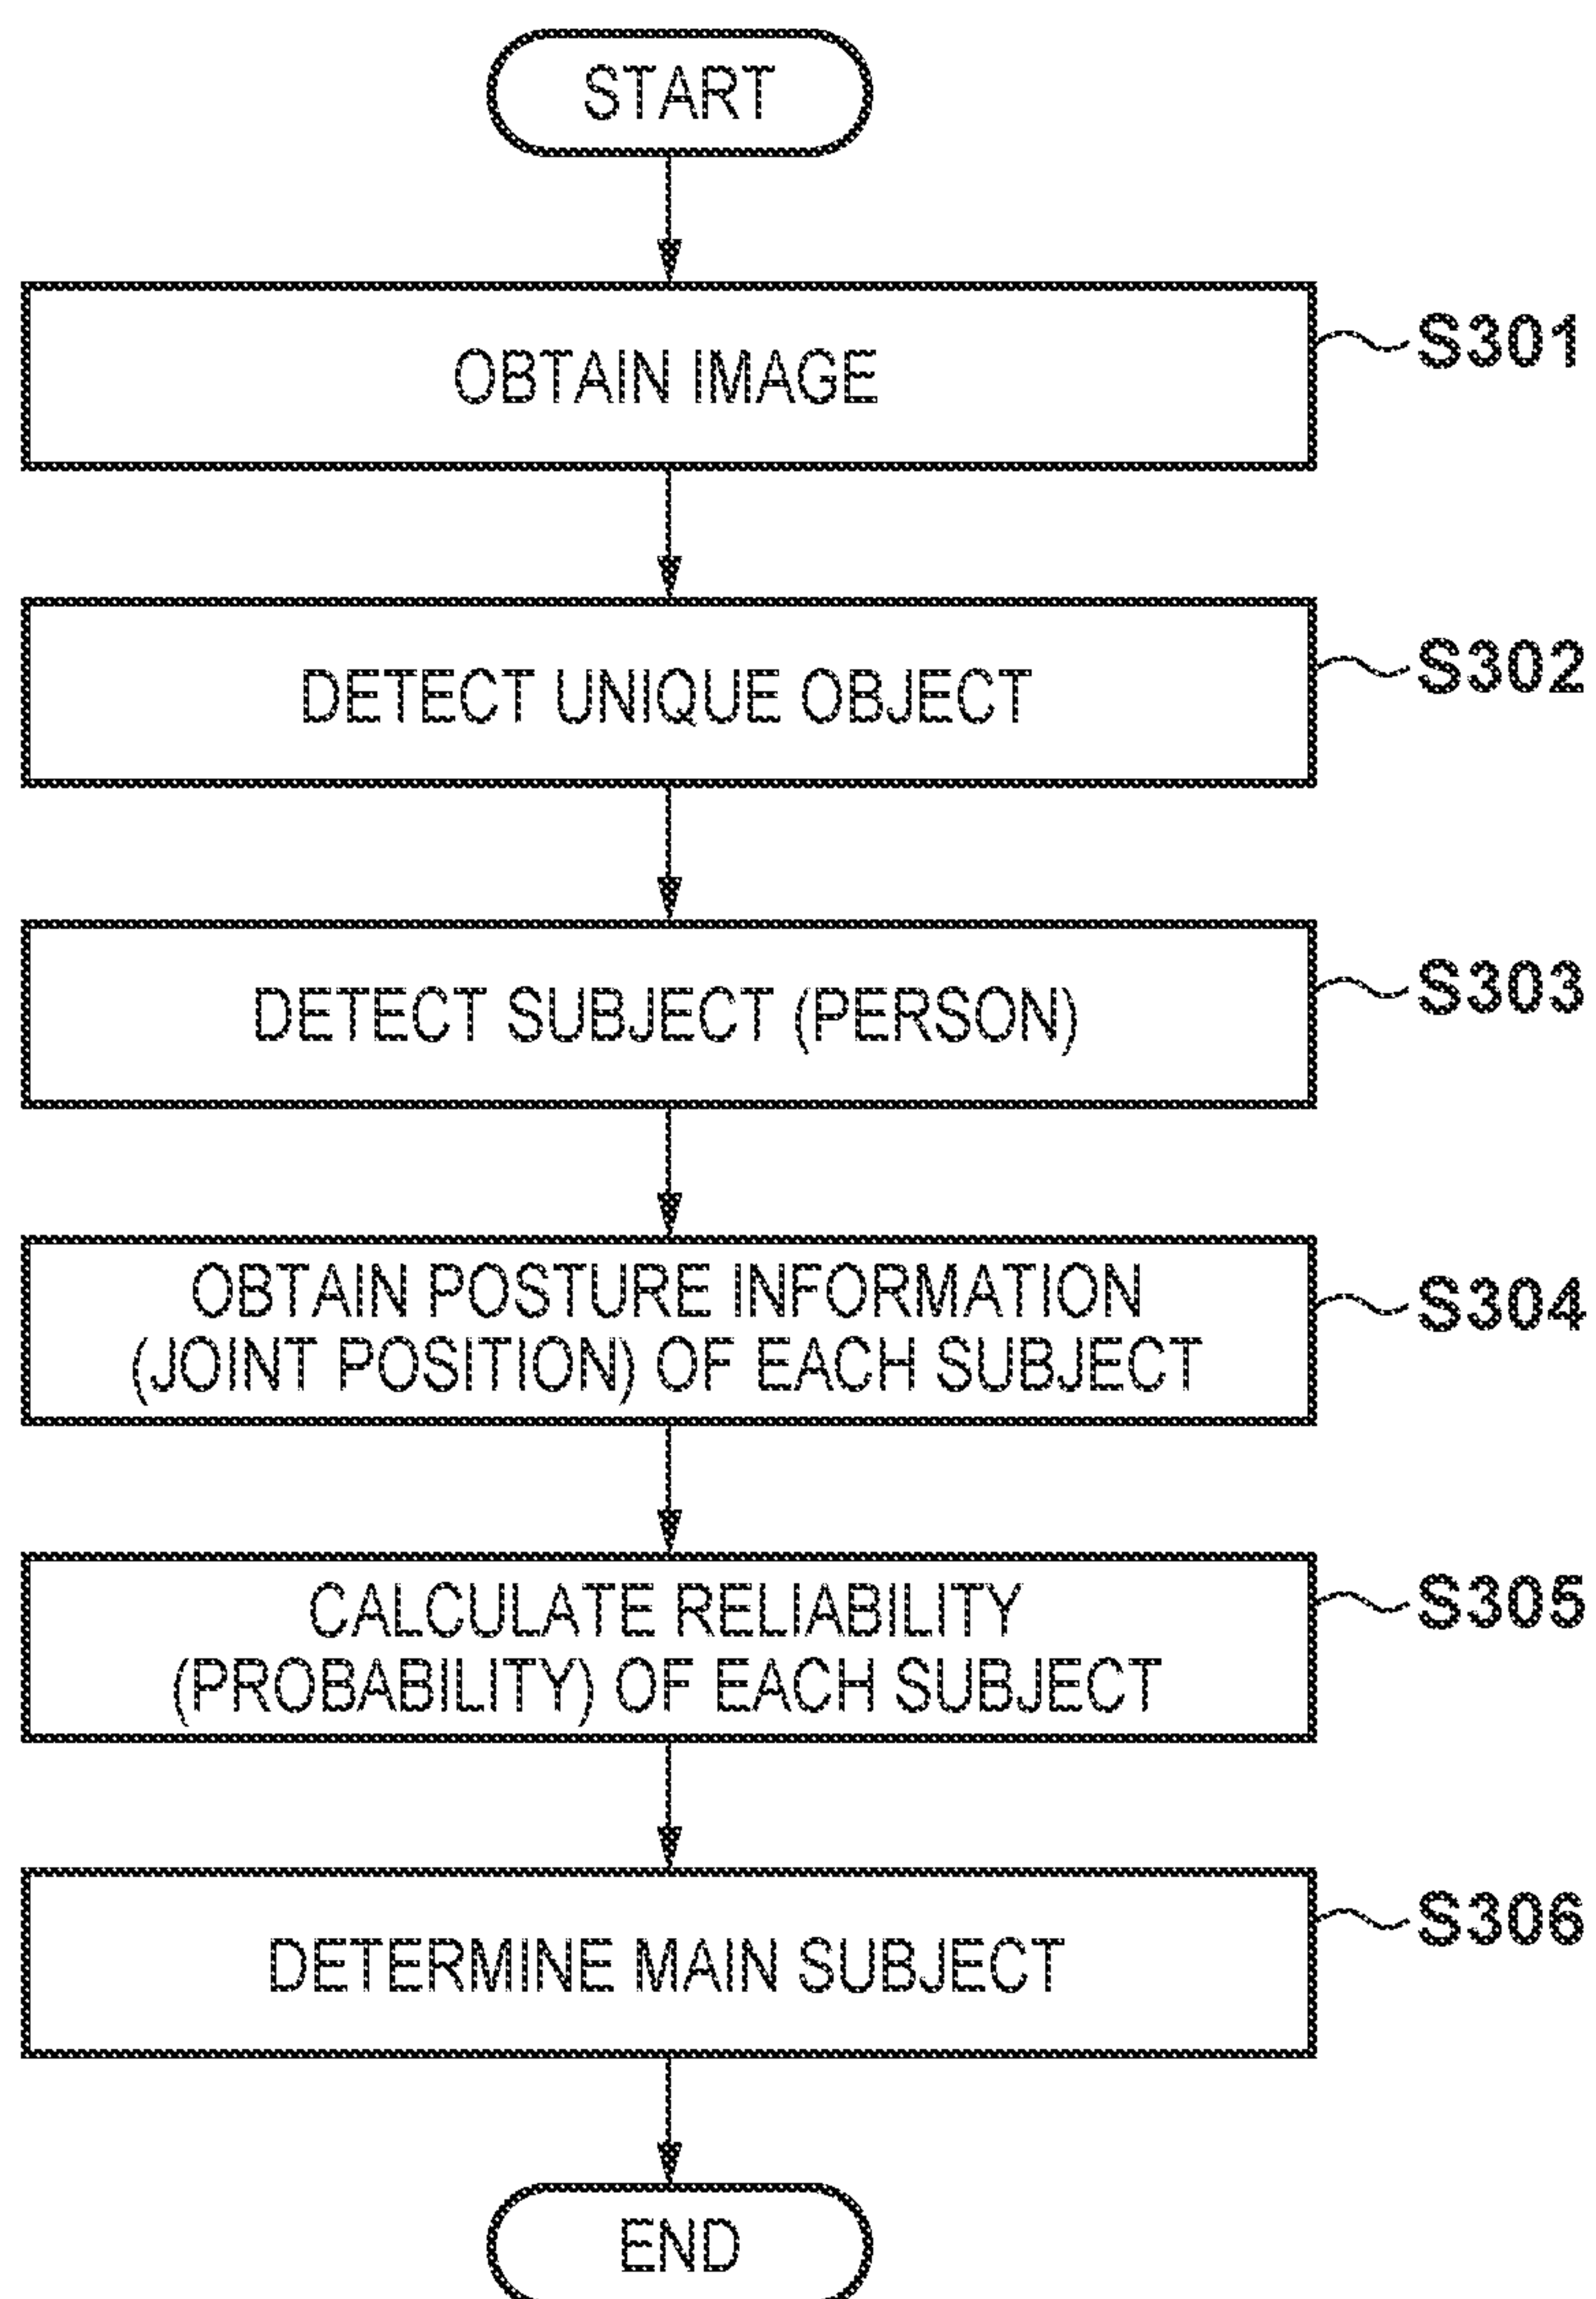 START
OBTAIN IMAGE
S301
DETECT UNIQUE OBJECT
S302
DETECT SUBJECT (PERSON)
S303
OBTAIN POSTURE INFORMATION
(JOINT POSITION) OF EACH SUBJECT
S304
CALCULATE RELIABILITY
(PROBABILITY) OF EACH SUBJECT
S305
DETERMINE MAIN SUBJECT
S306
END